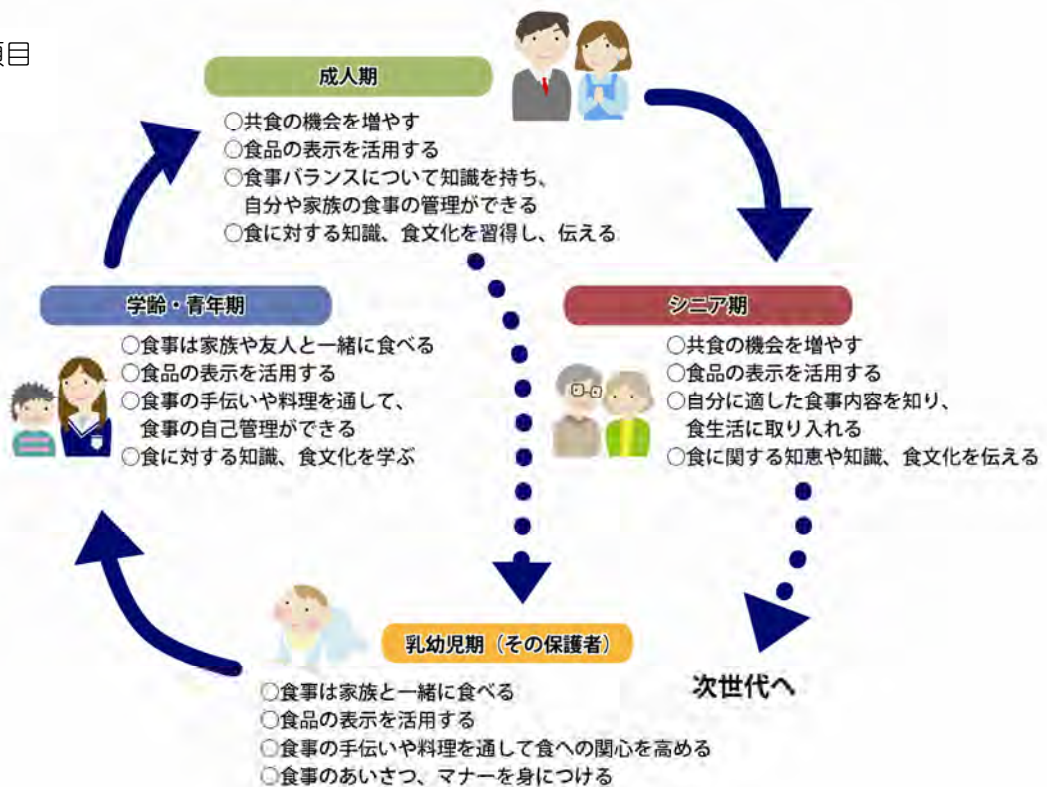 項目
成人期
○共食の機会を増やす
○食品の表示を活用する
○食事バランスについて知識を持ち、
自分や家族の食事の管理ができる
○食に対する知識、食文化を習得し、伝える
学齢・青年期
○食事は家族や友人と一緒に食べる
○食品の表示を活用する
○食事の手伝いや料理を通して、
食事の自己管理ができる
○食に対する知識、食文化を学ぶ
シニア期
○共食の機会を増やす
○食品の表示を活用する
○自分に適した食事内容を知り、
食生活に取り入れる
○食に関する知恵や知識、食文化を伝える
乳幼児期（その保護者）
○食事は家族と一緒に食べる
○食品の表示を活用する
○食事の手伝いや料理を通して食への関心を高める
○食事のあいさつ、マナーを身につける
次世代へ